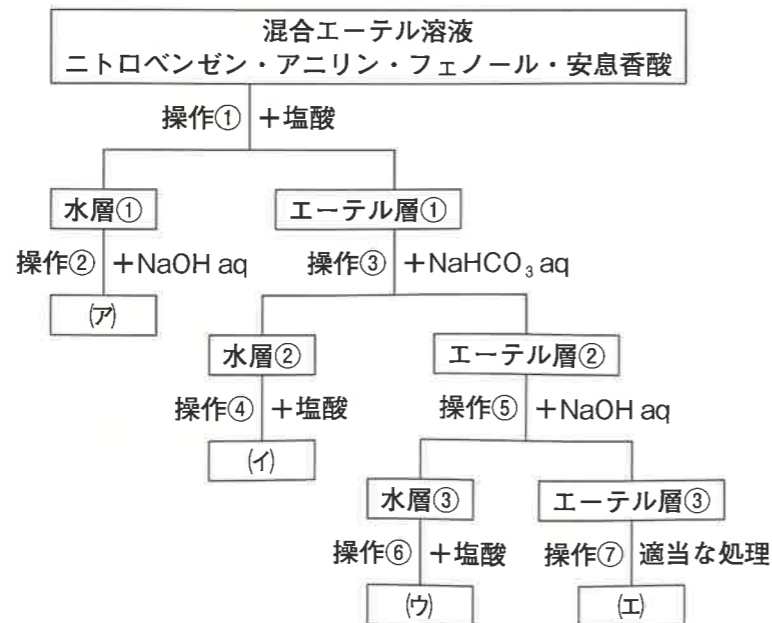 混合エーテル溶液
ニトロベンゼン・アニリン・フェノール・安息香酸
操作① +塩酸
水層① エーテル層①
操作② +NaOH aq 操作③ +NaHCO₃ aq
(ア)
水層② エーテル層②
操作④ +塩酸 操作⑤ +NaOH aq
(イ)
水層③ エーテル層③
操作⑥ +塩酸 操作⑦ 適当な処理
(ウ) (エ)